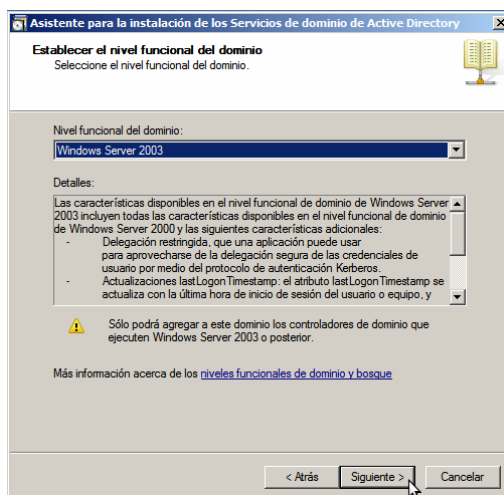 Asistente para la instalación de los Servicios de dominio de Active Directory
Establecer el nivel funcional del dominio
Seleccione el nivel funcional del dominio.
Nivel funcional del dominio:
Windows Server 2003
Detalles:
Las características disponibles en el nivel funcional de dominio de Windows Server
2003 incluyen todas las características disponibles en el nivel funcional de dominio
de Windows Server 2000 y las siguientes características adicionales:
- Delegación restringida, que una aplicación puede usar
para aprovecharse de la delegación segura de las credenciales de
usuario por medio del protocolo de autenticación Kerberos.
- Actualizaciones lastLogonTimestamp: el atributo lastLogonTimestamp se
actualiza con la última hora de inicio de sesión del usuario o equipo, y
Sólo podrá agregar a este dominio los controladores de dominio que
ejecuten Windows Server 2003 o posterior.
Más información acerca de los niveles funcionales de dominio y bosque
< Atrás Siguiente > Cancelar